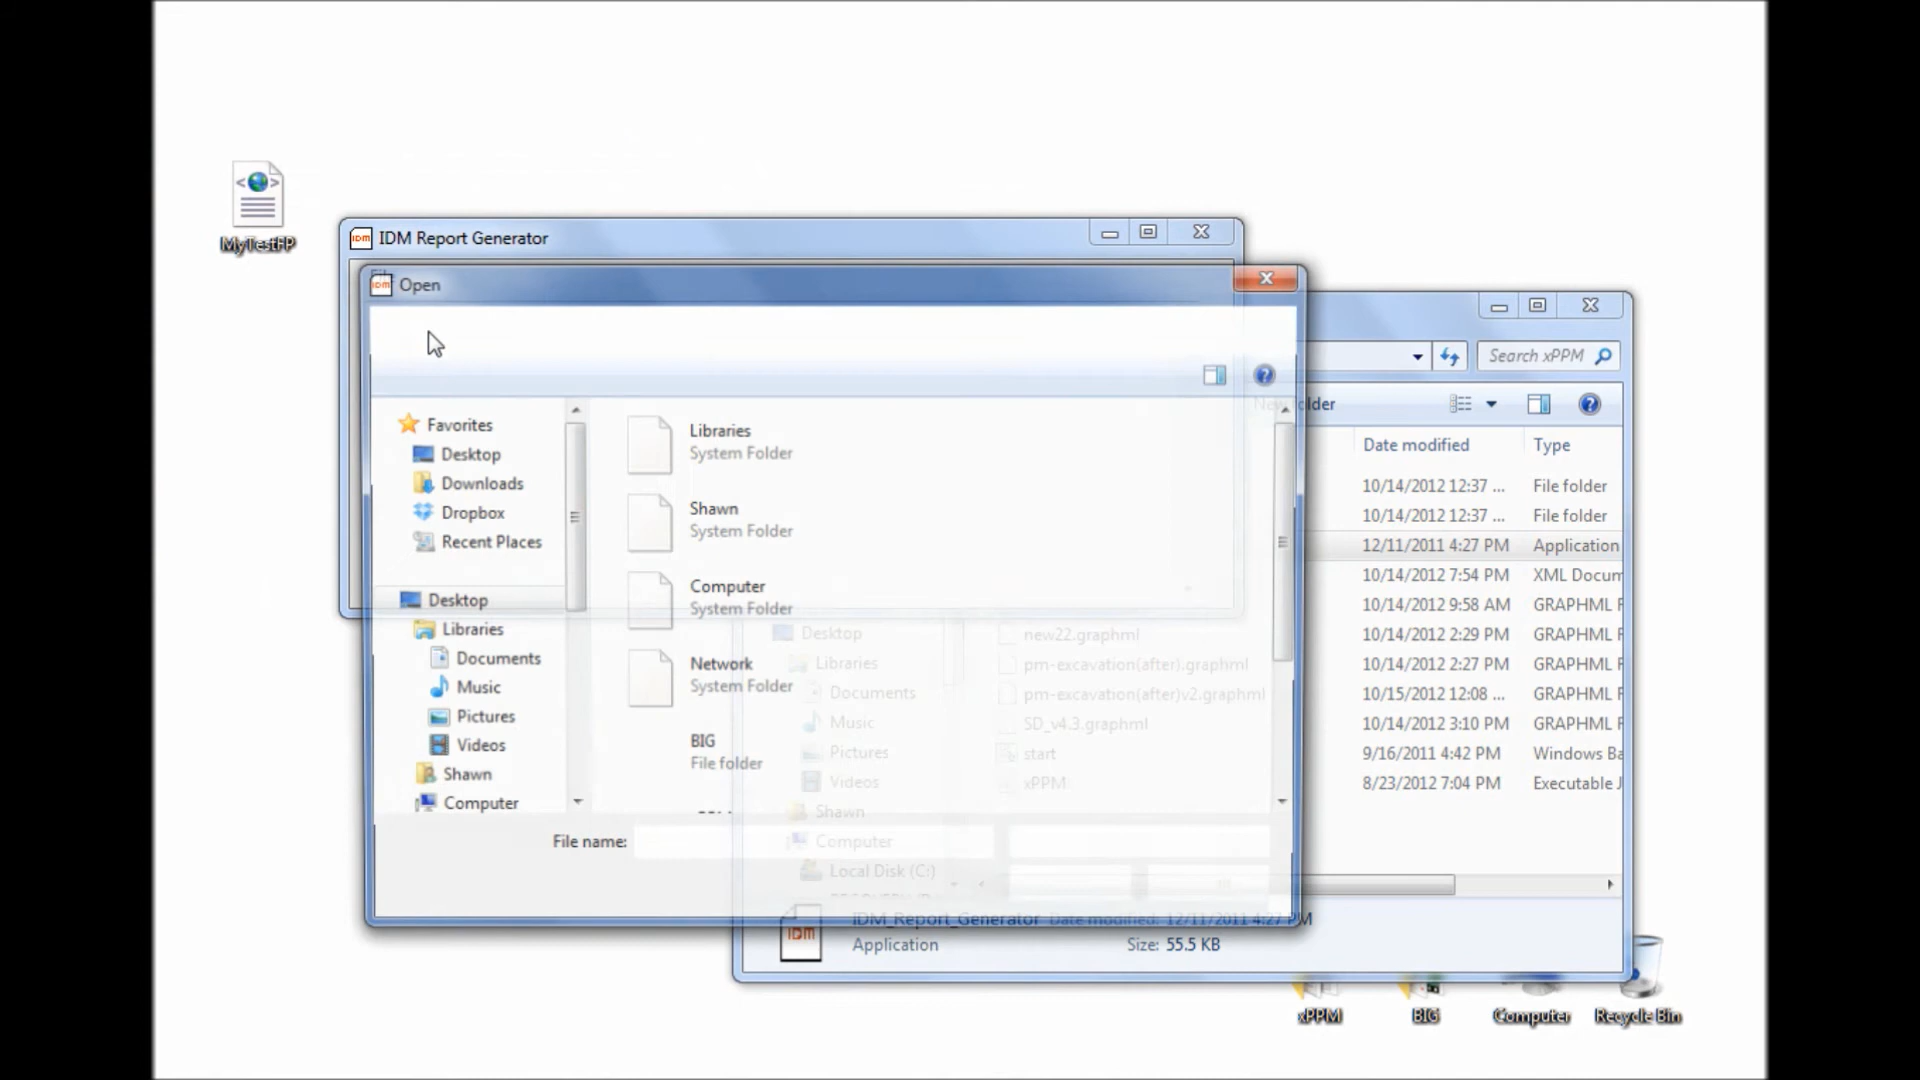 MyTestFP
IDM IDM Report Generator
IDM Open
Search xPPM
New folder
Favorites
Desktop
Downloads
Dropbox
Recent Places
Desktop
Libraries
Documents
Music
Pictures
Videos
Shawn
Computer
Libraries
System Folder
Shawn
System Folder
Computer
System Folder
Network
System Folder
BIG
File folder
File name:
Desktop
Libraries
Documents
Music
Pictures
Videos
Shawn
Computer
Local Disk (C:)
new22.graphml
pm-excavation(after).graphml
pm-excavation(after)v2.graphml
SD_v4.3.graphml
start
xPPM
Date modified Type
10/14/2012 12:37 ... File folder
10/14/2012 12:37 ... File folder
12/11/2011 4:27 PM Application
10/14/2012 7:54 PM XML Docum
10/14/2012 9:58 AM GRAPHML F
10/14/2012 2:29 PM GRAPHML F
10/14/2012 2:27 PM GRAPHML F
10/15/2012 12:08 ... GRAPHML F
10/14/2012 3:10 PM GRAPHML F
9/16/2011 4:42 PM Windows Ba
8/23/2012 7:04 PM Executable J
IDM IDM_Report_Generator Date modified: 12/11/2011 4:27 PM
Application Size: 55.5 KB
xPPM BIG Computer Recycle Bin